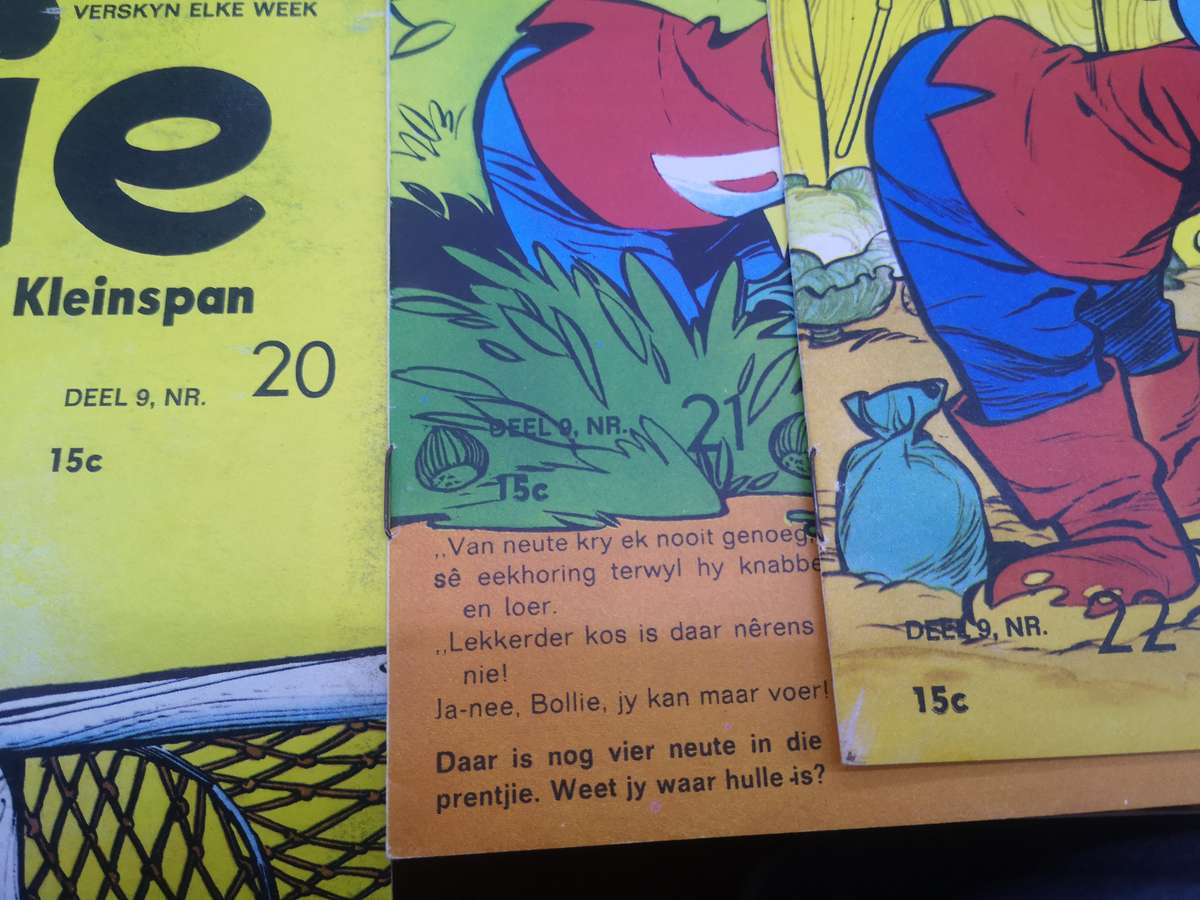 VERSKYN ELKE WEEK
ie
Kleinspan
DEEL 9, NR. 20
15c
DEEL 9, NR. 21
15c
,,Van neute kry ek nooit genoeg,
sê eekhoring terwyl hy knabbe
en loer.
,,Lekkerder kos is daar nêrens
nie!
Ja-nee, Bollie, jy kan maar voer!
Daar is nog vier neute in die
prentjie. Weet jy waar hulle is?
DEEL 9, NR. 22
15c